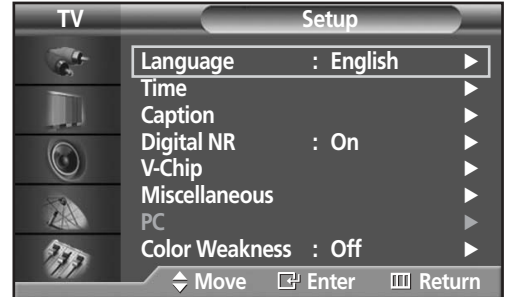 TV Setup
Language : English
Time
Caption
Digital NR : On
V-Chip
Miscellaneous
PC
Color Weakness : Off
Move Enter Return